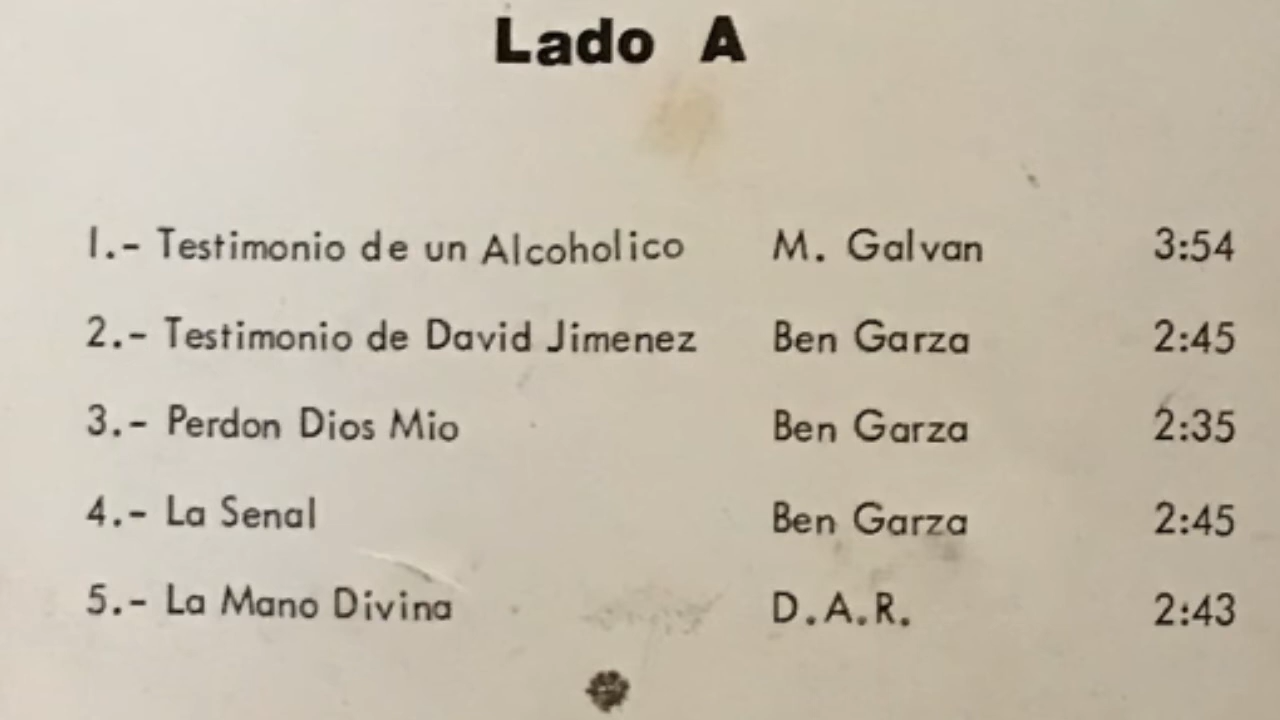 Lado A
1.- Testimonio de un Alcoholico M. Galvan 3:54
2.- Testimonio de David Jimenez Ben Garza 2:45
3.- Perdon Dios Mio Ben Garza 2:35
4.- La Senal Ben Garza 2:45
5.- La Mano Divina D.A.R. 2:43